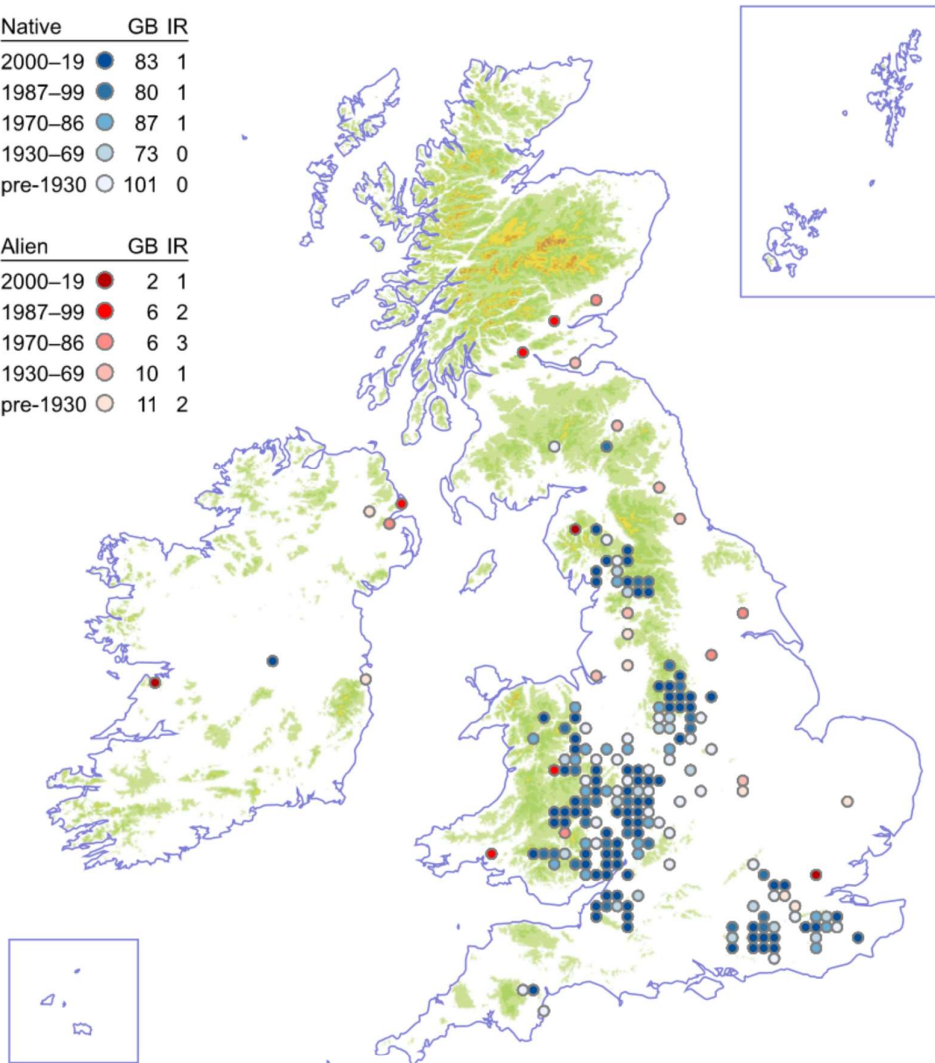 Native GB IR
2000–19 83 1
1987–99 80 1
1970–86 87 1
1930–69 73 0
pre-1930 101 0
Alien GB IR
2000–19 2 1
1987–99 6 2
1970–86 6 3
1930–69 10 1
pre-1930 11 2